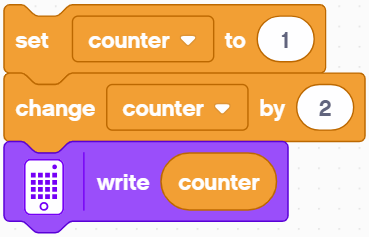 set counter to 1
change counter by 2
write counter